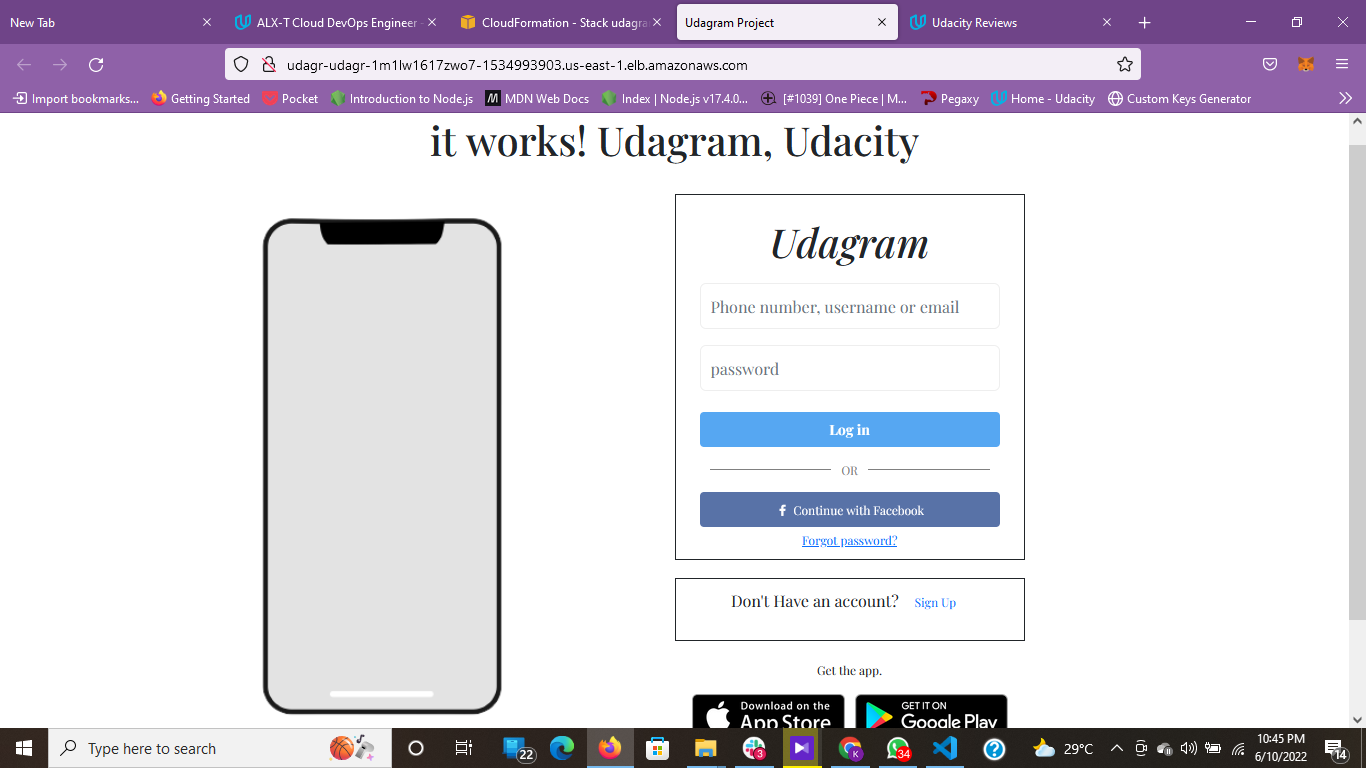 New Tab
ALX-T Cloud DevOps Engineer -
CloudFormation - Stack udagra
Udagram Project
Udacity Reviews
udagr-udagr-1m1lw1617zwo7-1534993903.us-east-1.elb.amazonaws.com
Import bookmarks...
Getting Started
Pocket
Introduction to Node.js
M
MDN Web Docs
Index | Node.js v17.4.0...
[#1039] One Piece | M...
Pegaxy
Home - Udacity
Custom Keys Generator
it works! Udagram, Udacity
Udagram
Phone number, username or email
password
Log in
OR
f Continue with Facebook
Forgot password?
Don't Have an account? Sign Up
Get the app.
Download on the
App Store
GET IT ON
Google Play
Type here to search
22
3
K
34
29°C
10:45 PM
6/10/2022
14